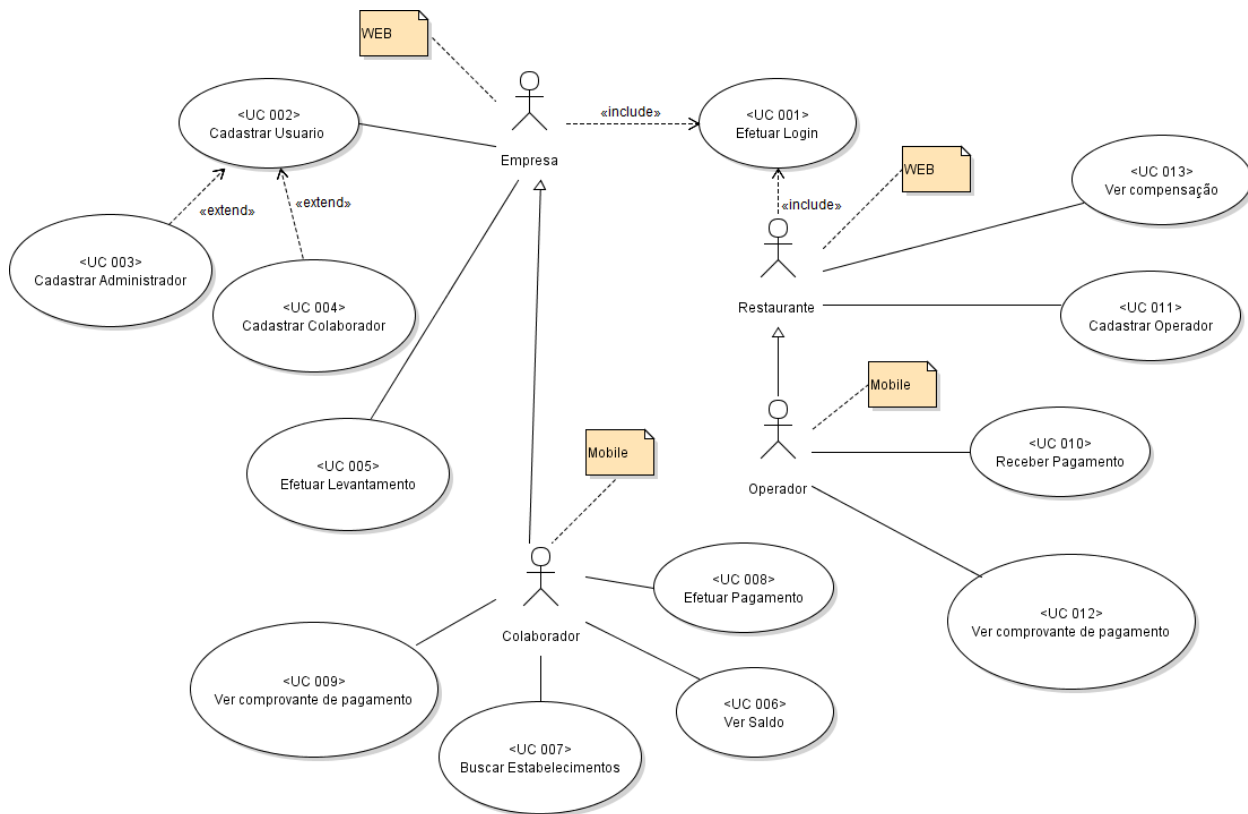 WEB
<UC 002>
Cadastrar Usuario
«include»
<UC 001>
Efetuar Login
Empresa
WEB
<UC 013>
Ver compensação
«extend»
«extend»
«include»
<UC 003>
Cadastrar Administrador
<UC 004>
Cadastrar Colaborador
Restaurante
<UC 011>
Cadastrar Operador
Mobile
<UC 010>
Receber Pagamento
Mobile
<UC 005>
Efetuar Levantamento
Operador
<UC 008>
Efetuar Pagamento
<UC 012>
Ver comprovante de pagamento
Colaborador
<UC 009>
Ver comprovante de pagamento
<UC 006>
Ver Saldo
<UC 007>
Buscar Estabelecimentos